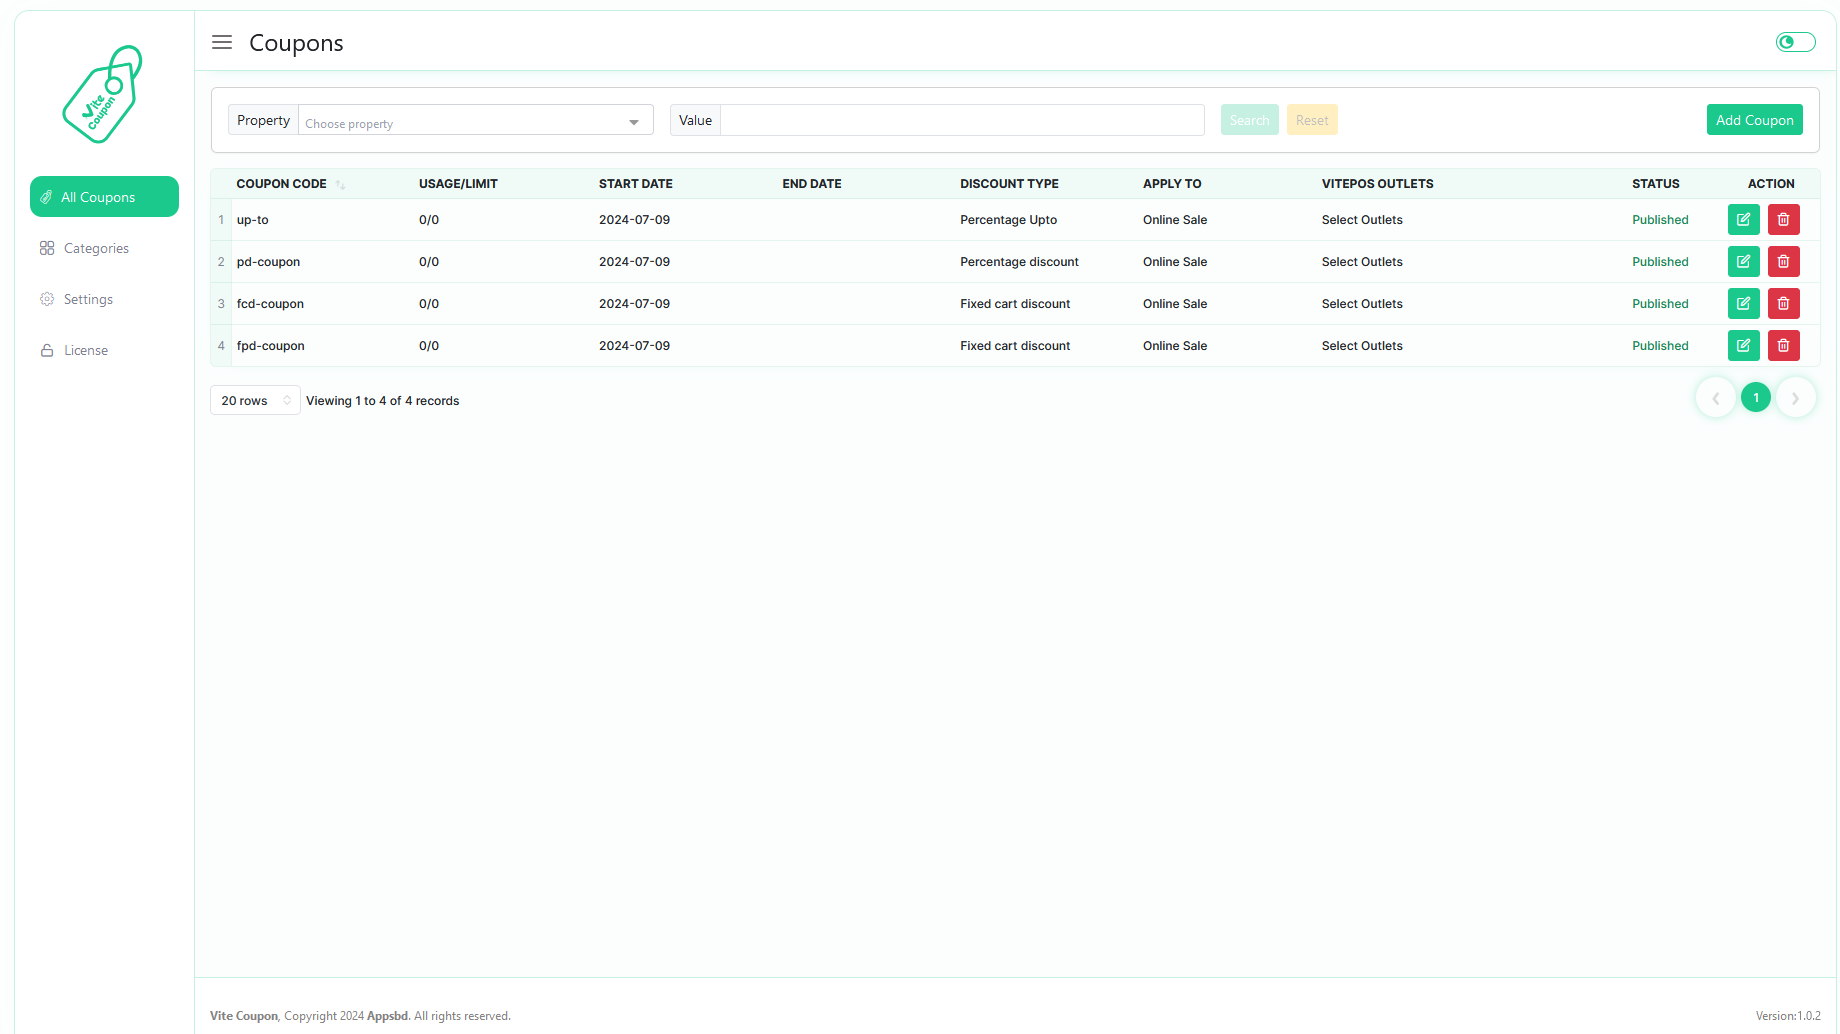 Vite Coupon
Coupons
All Coupons
Categories
Settings
License
Property Choose property Value Search Reset Add Coupon
COUPON CODE USAGE/LIMIT START DATE END DATE DISCOUNT TYPE APPLY TO VITEPOS OUTLETS STATUS ACTION
1 up-to 0/0 2024-07-09 Percentage Upto Online Sale Select Outlets Published
2 pd-coupon 0/0 2024-07-09 Percentage discount Online Sale Select Outlets Published
3 fcd-coupon 0/0 2024-07-09 Fixed cart discount Online Sale Select Outlets Published
4 fpd-coupon 0/0 2024-07-09 Fixed cart discount Online Sale Select Outlets Published
20 rows Viewing 1 to 4 of 4 records 1
Vite Coupon, Copyright 2024 Appsbd. All rights reserved. Version:1.0.2